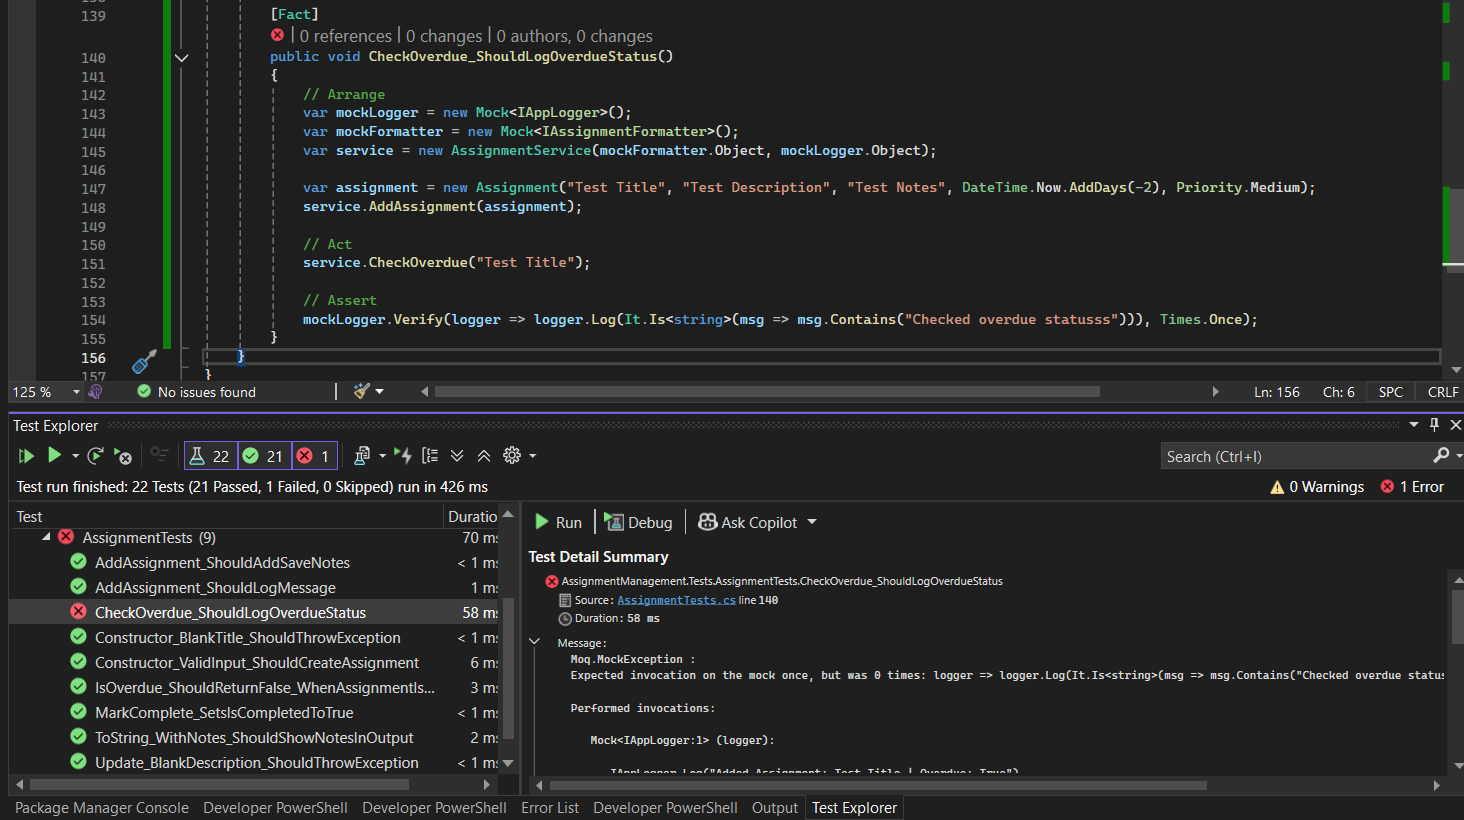 139 [Fact]
0 references | 0 changes | 0 authors, 0 changes
140 public void CheckOverdue_ShouldLogOverdueStatus()
141 {
142 // Arrange
143 var mockLogger = new Mock<IAppLogger>();
144 var mockFormatter = new Mock<IAssignmentFormatter>();
145 var service = new AssignmentService(mockFormatter.Object, mockLogger.Object);
146
147 var assignment = new Assignment("Test Title", "Test Description", "Test Notes", DateTime.Now.AddDays(-2), Priority.Medium);
148 service.AddAssignment(assignment);
149
150 // Act
151 service.CheckOverdue("Test Title");
152
153 // Assert
154 mockLogger.Verify(logger => logger.Log(It.Is<string>(msg => msg.Contains("Checked overdue statusss"))), Times.Once);
155 }
156 }
157 }
125 % No issues found Ln: 156 Ch: 6 SPC CRLF
Test Explorer
22 21 1 Search (Ctrl+I)
Test run finished: 22 Tests (21 Passed, 1 Failed, 0 Skipped) run in 426 ms 0 Warnings 1 Error
Test Duratio
AssignmentTests (9) 70 ms
AddAssignment_ShouldAddSaveNotes < 1 ms
AddAssignment_ShouldLogMessage 1 ms
CheckOverdue_ShouldLogOverdueStatus 58 ms
Constructor_BlankTitle_ShouldThrowException < 1 ms
Constructor_ValidInput_ShouldCreateAssignment 6 ms
IsOverdue_ShouldReturnFalse_WhenAssignmentIs... 3 ms
MarkComplete_SetsIsCompletedToTrue < 1 ms
ToString_WithNotes_ShouldShowNotesInOutput 2 ms
Update_BlankDescription_ShouldThrowException < 1 ms
Run Debug Ask Copilot
Test Detail Summary
AssignmentManagement.Tests.AssignmentTests.CheckOverdue_ShouldLogOverdueStatus
Source: AssignmentTests.cs line 140
Duration: 58 ms
Message:
Moq.MockException :
Expected invocation on the mock once, but was 0 times: logger => logger.Log(It.Is<string>(msg => msg.Contains("Checked overdue status
Performed invocations:
Mock<IAppLogger:1> (logger):
IAppLogger.Log("Added Assignment: Test Title | Overdue: True")
Package Manager Console Developer PowerShell Developer PowerShell Error List Developer PowerShell Output Test Explorer